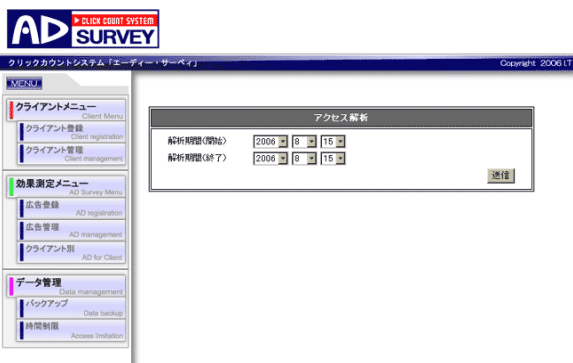 AD CLICK COUNT SYSTEM
SURVEY
クリックカウントシステム「エーディー・サーベィ」 Copyright 2006 I.T
MENU
クライアントメニュー
Client Menu
クライアント登録
Client registration
クライアント管理
Client management
効果測定メニュー
AD Survey Menu
広告登録
AD registration
広告管理
AD management
クライアント別
AD for Client
データ管理
Data management
バックアップ
Data backup
時間制限
Access limitation
アクセス解析
解析期間(開始) 2006 8 15
解析期間(終了) 2006 8 15
送信